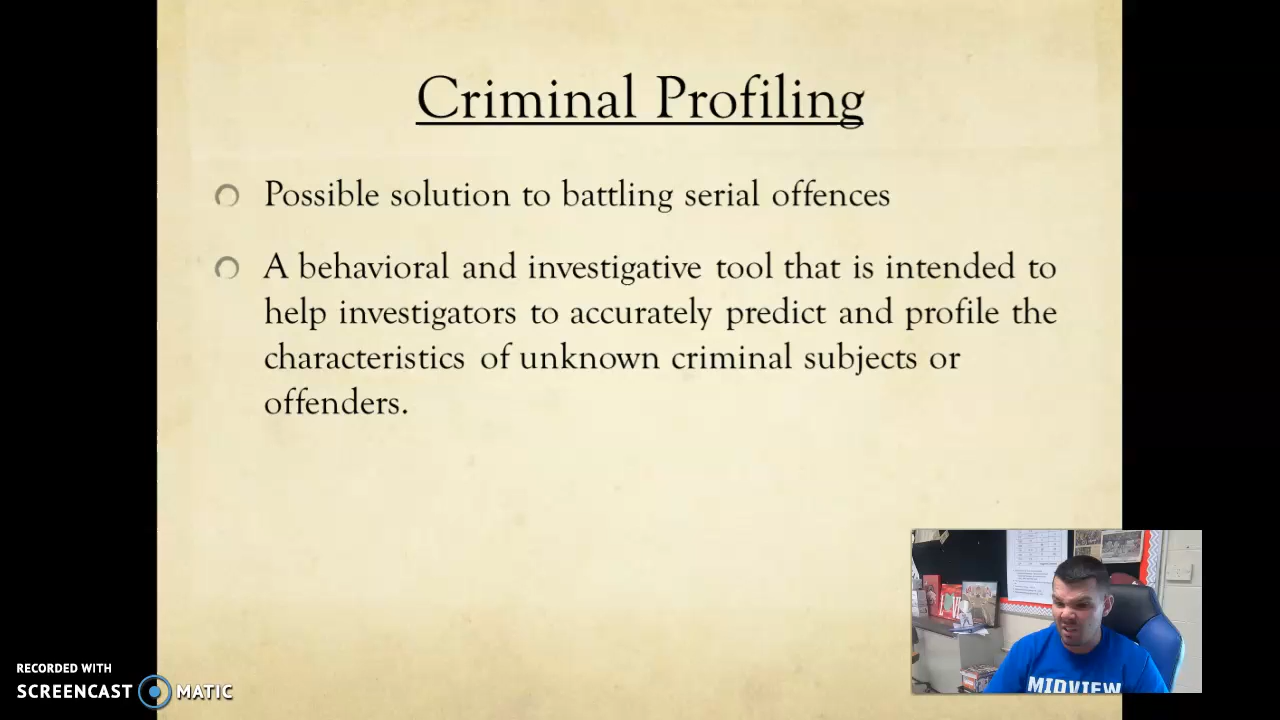 Criminal Profiling
Possible solution to battling serial offences
A behavioral and investigative tool that is intended to
help investigators to accurately predict and profile the
characteristics of unknown criminal subjects or
offenders.
MIDVIEW
RECORDED WITH
SCREENCAST MATIC